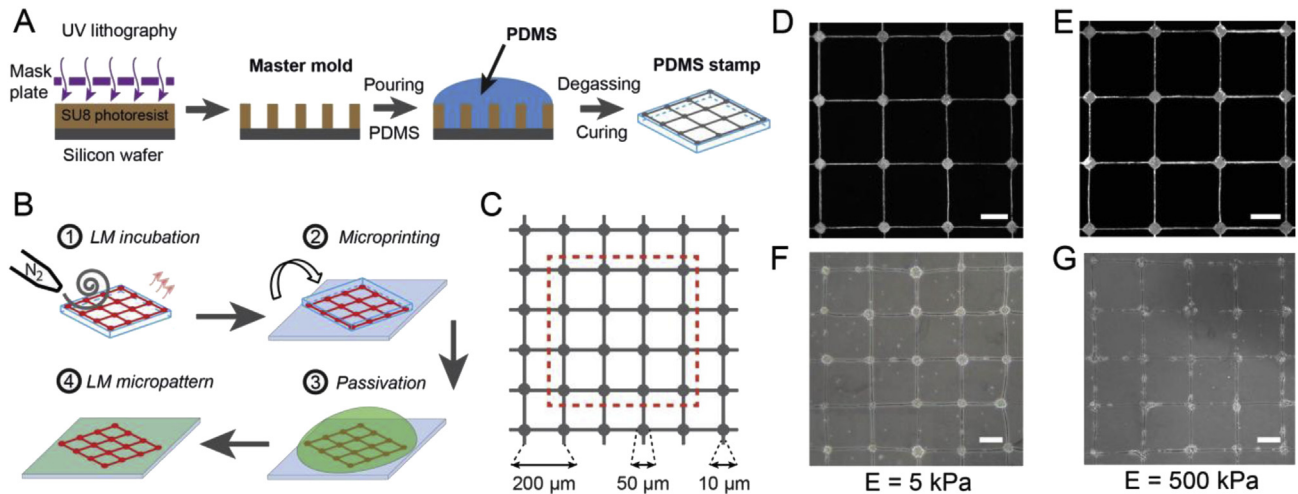 A
UV lithography
Mask
plate
SU8 photoresist
Silicon wafer
Master mold
Pouring
PDMS
PDMS
Degassing
Curing
PDMS stamp
B
1 LM incubation
N2
2 Microprinting
4 LM micropattern
3 Passivation
C
200 µm
50 µm
10 µm
D
E
F
G
E = 5 kPa
E = 500 kPa